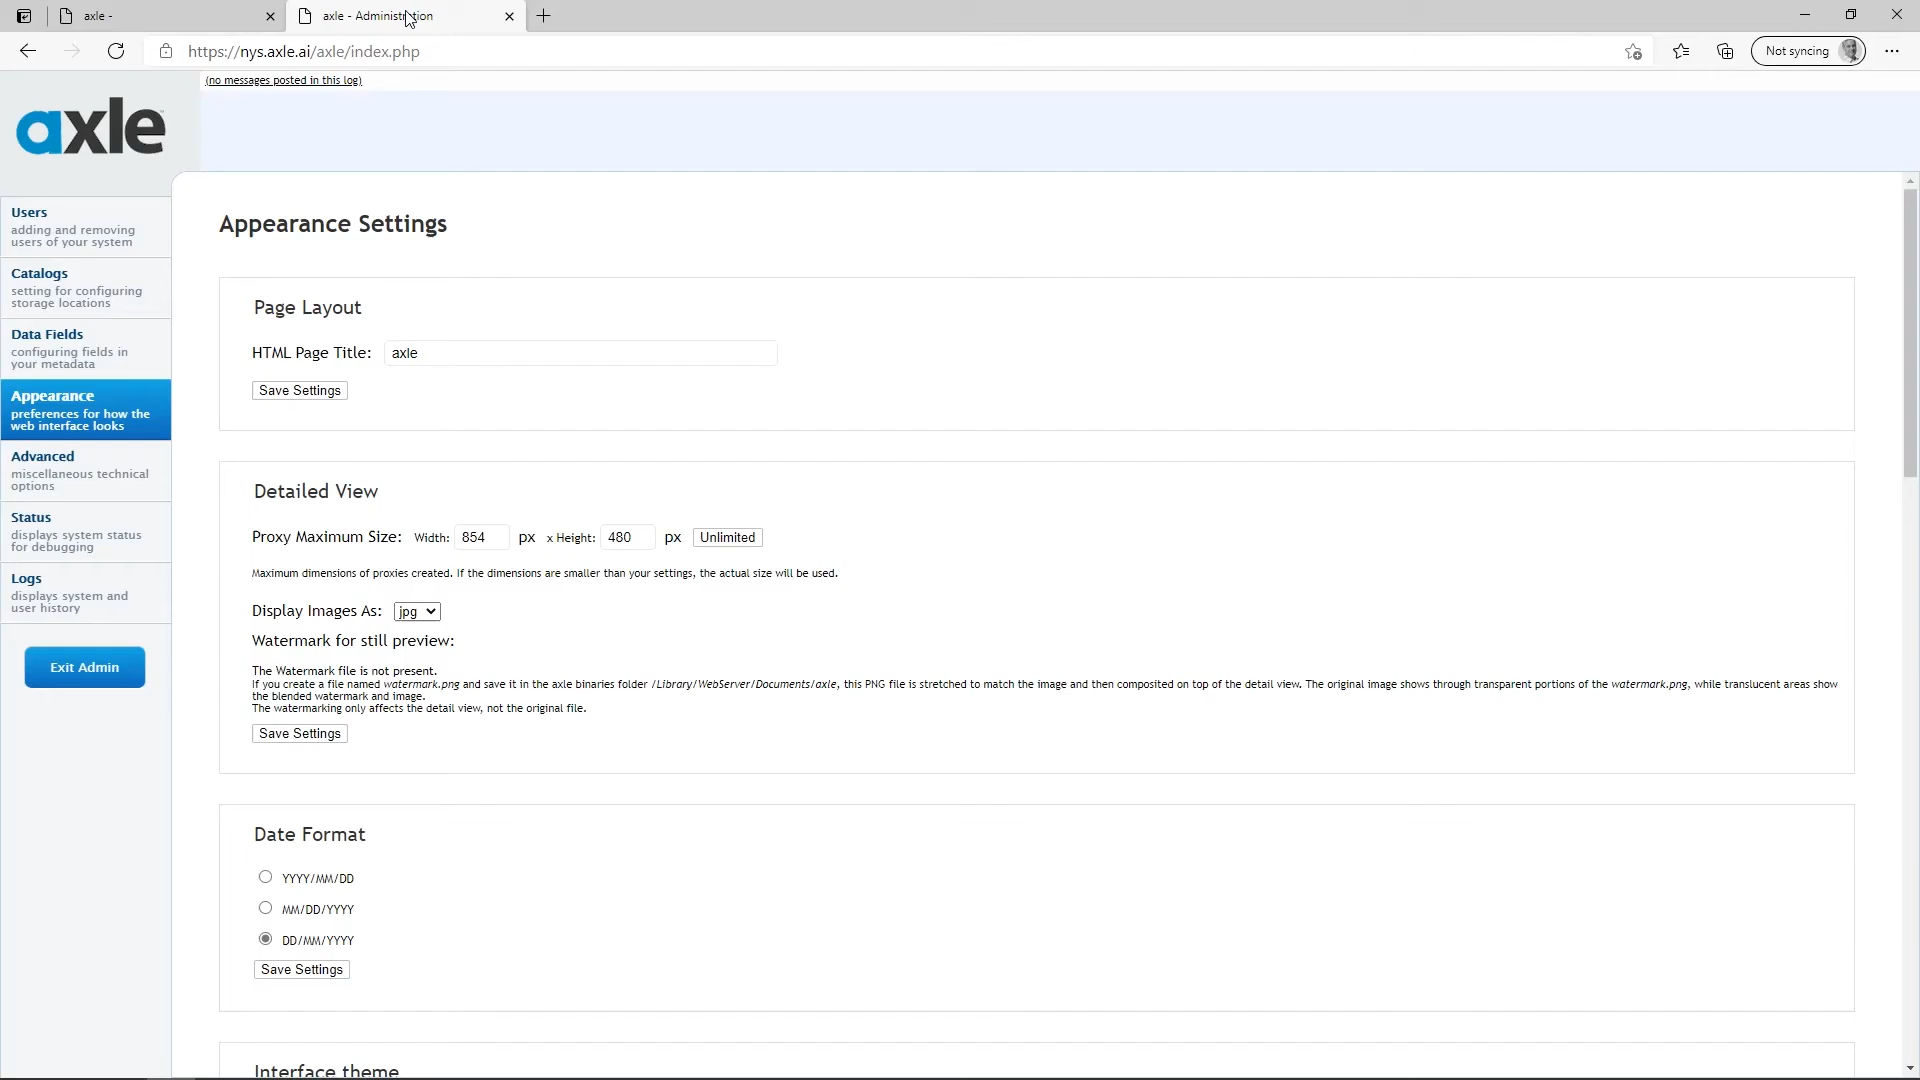 axle -
axle - Administration
https://nys.axle.ai/axle/index.php
Not syncing
(no messages posted in this log)
axle
Users
adding and removing
users of your system
Catalogs
setting for configuring
storage locations
Data Fields
configuring fields in
your metadata
Appearance
preferences for how the
web interface looks
Advanced
miscellaneous technical
options
Status
displays system status
for debugging
Logs
displays system and
user history
Exit Admin
Appearance Settings
Page Layout
HTML Page Title: axle
Save Settings
Detailed View
Proxy Maximum Size: Width: 854 px x Height: 480 px Unlimited
Maximum dimensions of proxies created. If the dimensions are smaller than your settings, the actual size will be used.
Display Images As: jpg
Watermark for still preview:
The Watermark file is not present.
If you create a file named watermark.png and save it in the axle binaries folder /Library/WebServer/Documents/axle, this PNG file is stretched to match the image and then composited on top of the detail view. The original image shows through transparent portions of the watermark.png, while translucent areas show
the blended watermark and image.
The watermarking only affects the detail view, not the original file.
Save Settings
Date Format
YYYY/MM/DD
MM/DD/YYYY
DD/MM/YYYY
Save Settings
Interface theme